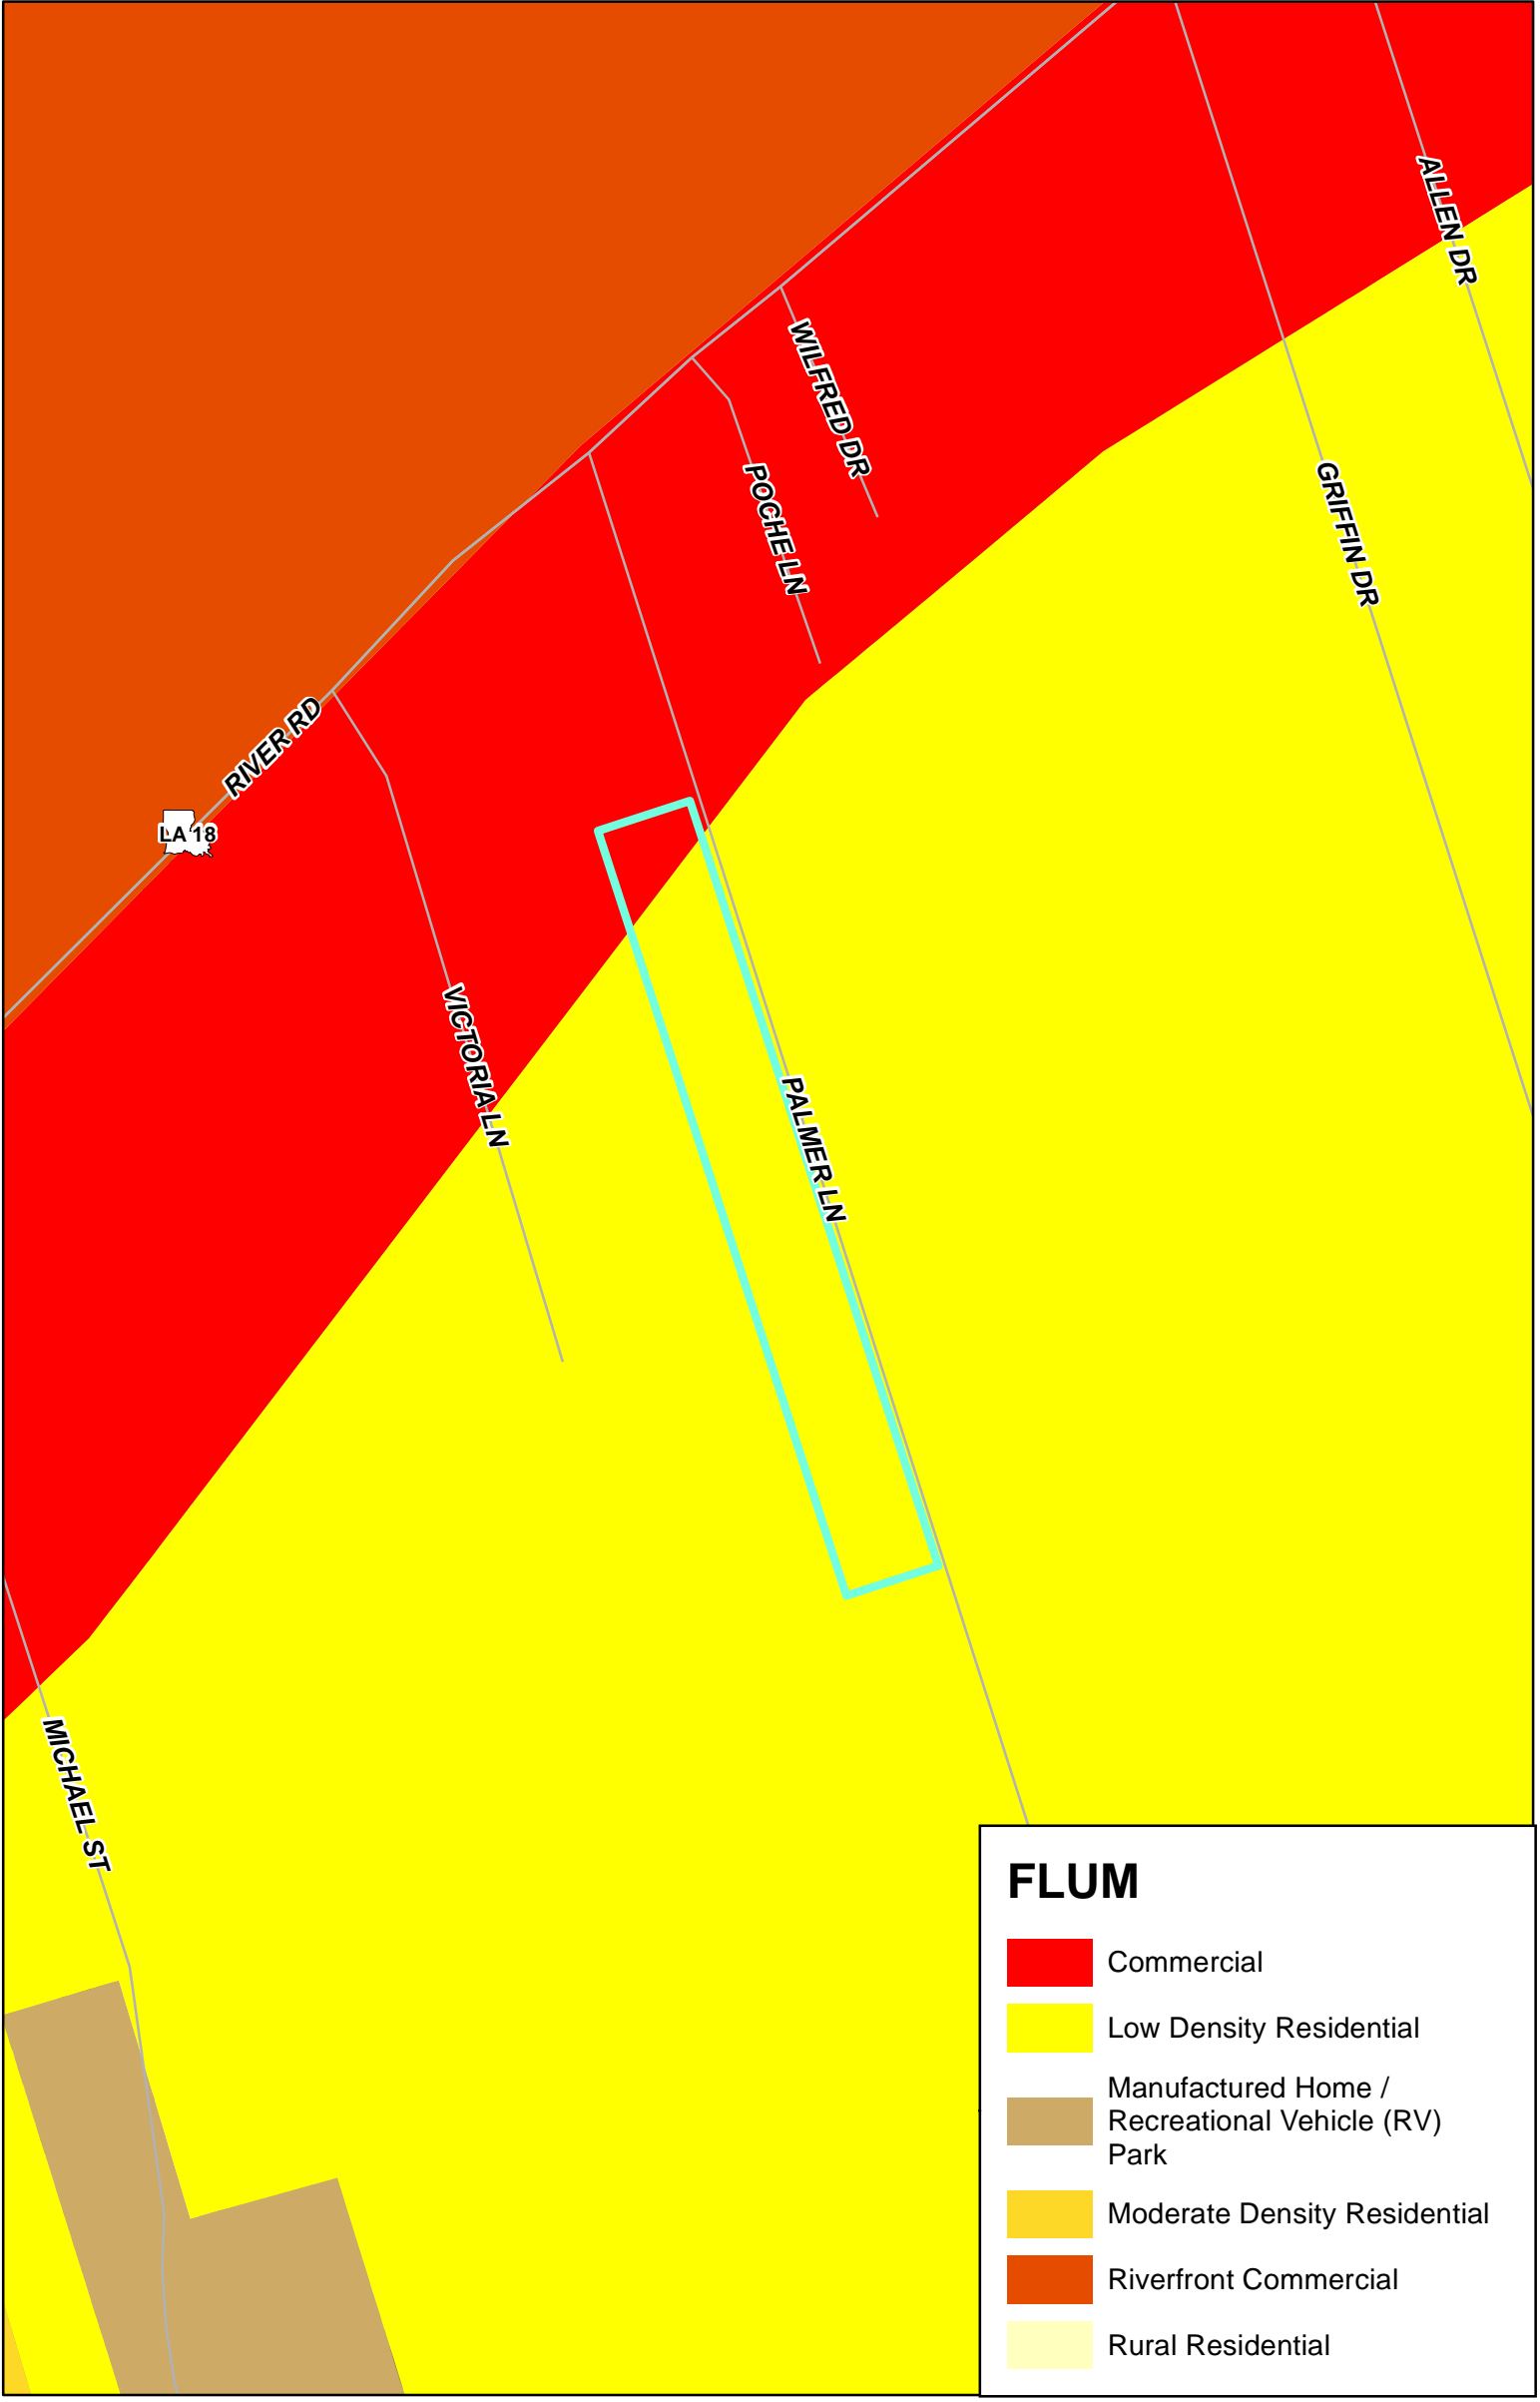 ALLEN DR
WILFRED DR
POCHE LN
GRIFFIN DR
RIVER RD
LA 18
VICTORIA LN
PALMER LN
MICHAEL ST
FLUM
Commercial
Low Density Residential
Manufactured Home /
Recreational Vehicle (RV)
Park
Moderate Density Residential
Riverfront Commercial
Rural Residential